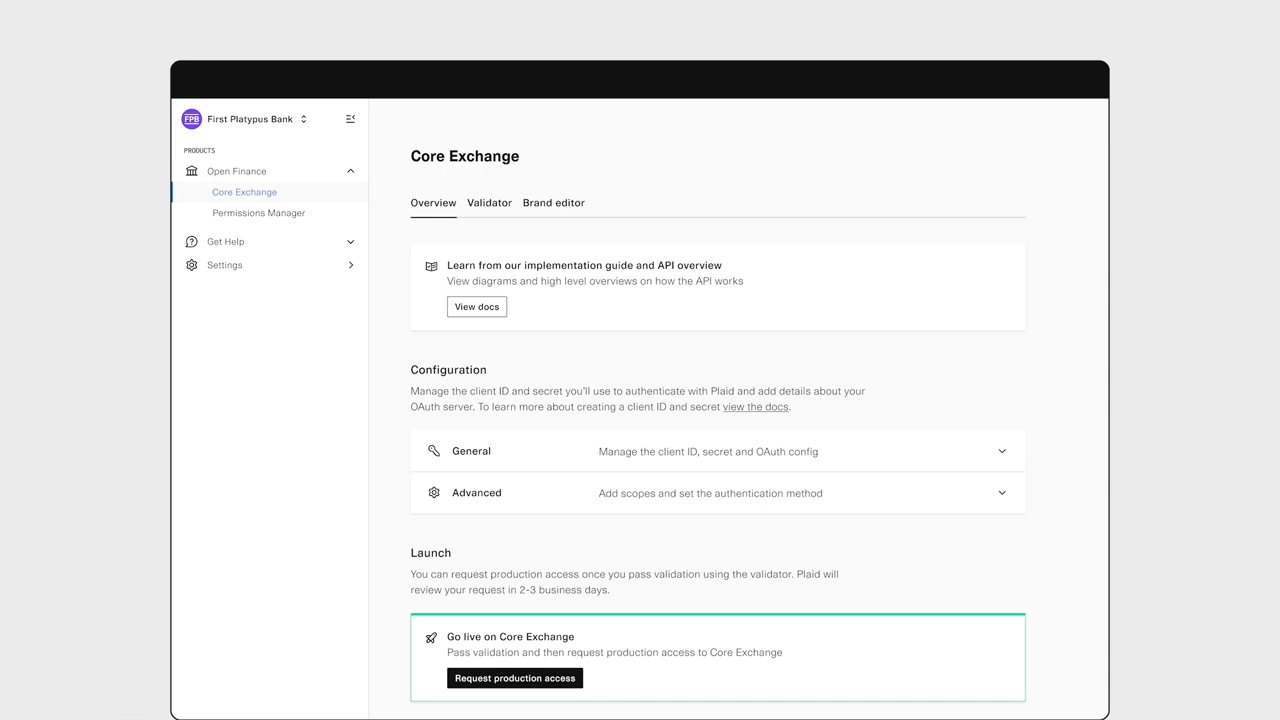 FPB First Platypus Bank
PRODUCTS
Open Finance
Core Exchange
Permissions Manager
Get Help
Settings
Core Exchange
Overview Validator Brand editor
Learn from our implementation guide and API overview
View diagrams and high level overviews on how the API works
View docs
Configuration
Manage the client ID and secret you'll use to authenticate with Plaid and add details about your
OAuth server. To learn more about creating a client ID and secret view the docs.
General Manage the client ID, secret and OAuth config
Advanced Add scopes and set the authentication method
Launch
You can request production access once you pass validation using the validator. Plaid will
review your request in 2-3 business days.
Go live on Core Exchange
Pass validation and then request production access to Core Exchange
Request production access